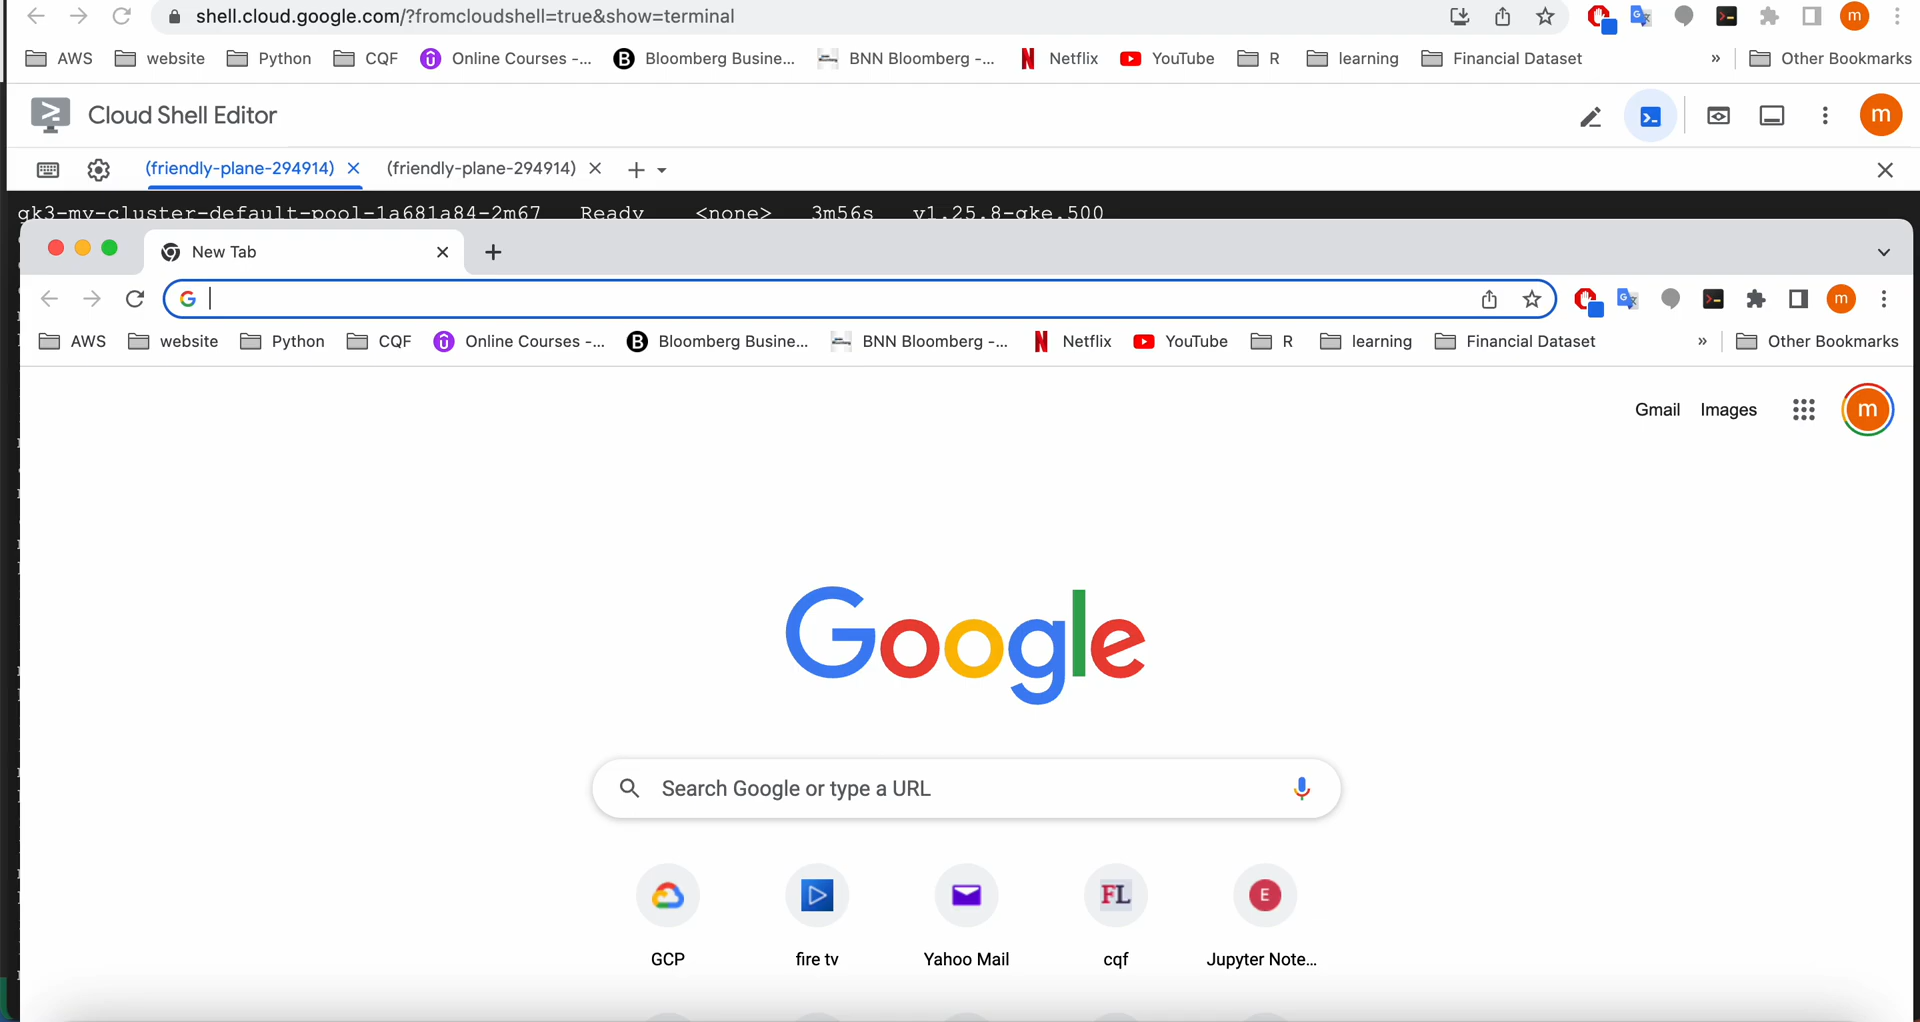 shell.cloud.google.com/?fromcloudshell=true&show=terminal
m
AWS website Python CQF Online Courses -... B Bloomberg Busine... BNN Bloomberg -... Netflix YouTube R learning Financial Dataset » Other Bookmarks
Cloud Shell Editor
m
(friendly-plane-294914) (friendly-plane-294914)
gk3-my-cluster-default-pool-1a681a84-2m67 Ready <none> 3m56s v1.25.8-gke.500
New Tab
G
m
AWS website Python CQF Online Courses -... B Bloomberg Busine... BNN Bloomberg -... Netflix YouTube R learning Financial Dataset » Other Bookmarks
Gmail Images m
Google
Search Google or type a URL
FL E
GCP fire tv Yahoo Mail cqf Jupyter Note...